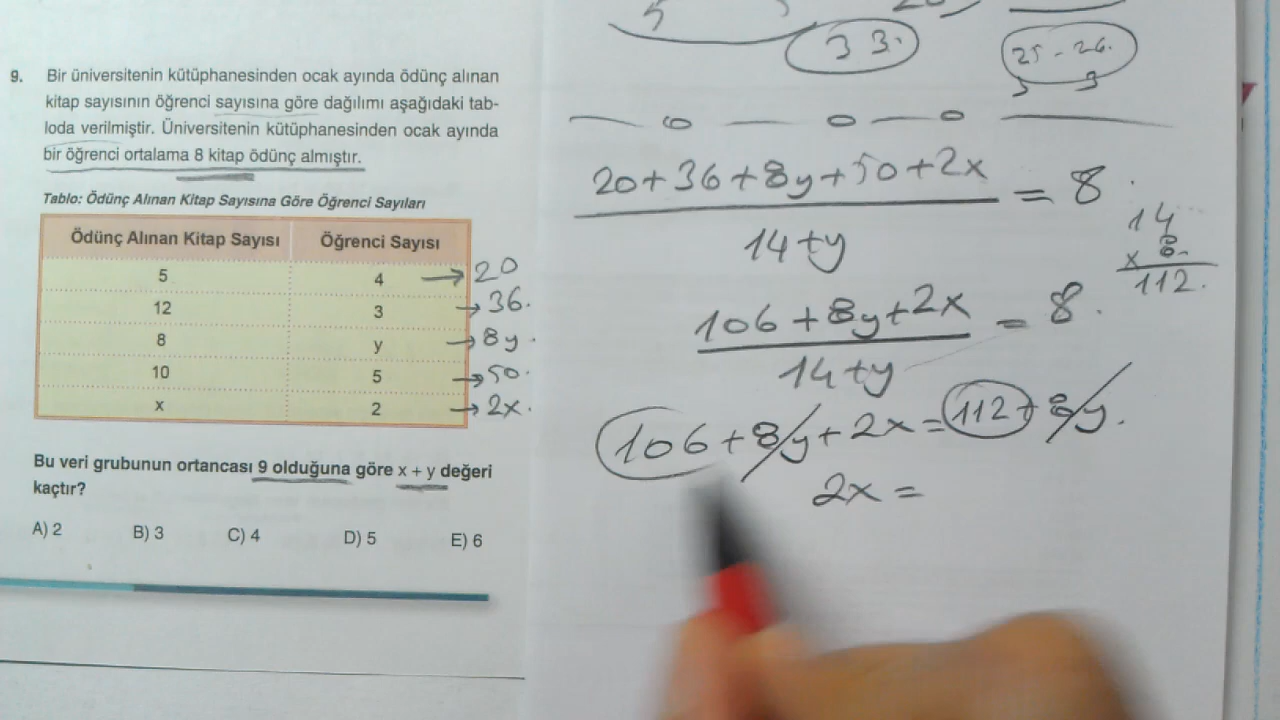 9. Bir üniversitenin kütüphanesinden ocak ayında ödünç alınan
kitap sayısının öğrenci sayısına göre dağılımı aşağıdaki tab-
loda verilmiştir. Üniversitenin kütüphanesinden ocak ayında
bir öğrenci ortalama 8 kitap ödünç almıştır.
Tablo: Ödünç Alınan Kitap Sayısına Göre Öğrenci Sayıları
Ödünç Alınan Kitap Sayısı Öğrenci Sayısı
5 4 → 20
12 3 → 36.
8 y → 8y.
10 5 → 50.
x 2 → 2x.
Bu veri grubunun ortancası 9 olduğuna göre x + y değeri
kaçtır?
A) 2 B) 3 C) 4 D) 5 E) 6
33.
25 - 26.
20+36+8y+50+2x = 8
14+y
14
x 8
112.
106+8y+2x = 8.
14+y
106+8y+2x=112+8y.
2x =